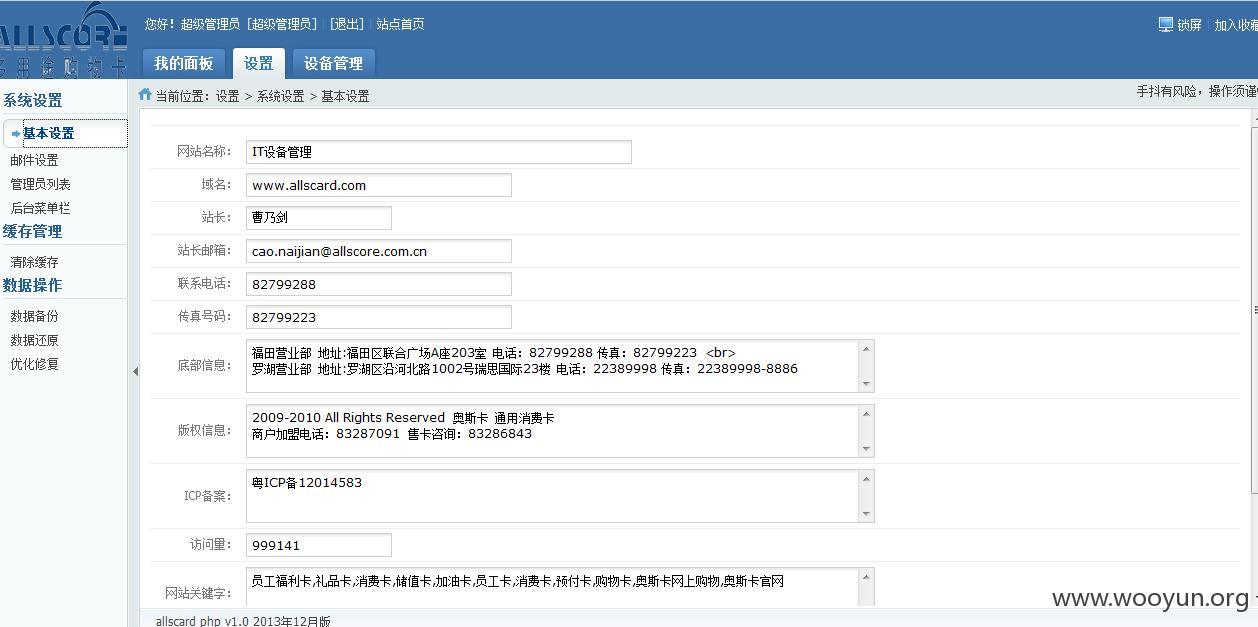 ALLSCORE
多用途购物卡
您好！超级管理员 [超级管理员] | [退出] | 站点首页
锁屏 | 加入收藏
我的面板 设置 设备管理
当前位置：设置 > 系统设置 > 基本设置
手抖有风险，操作须谨
系统设置
基本设置
邮件设置
管理员列表
后台菜单栏
缓存管理
清除缓存
数据操作
数据备份
数据还原
优化修复
网站名称： IT设备管理
域名： www.allscard.com
站长： 曹乃剑
站长邮箱： cao.naijian@allscore.com.cn
联系电话： 82799288
传真号码： 82799223
底部信息： 福田营业部 地址:福田区联合广场A座203室 电话：82799288 传真：82799223 <br>
罗湖营业部 地址:罗湖区沿河北路1002号瑞思国际23楼 电话：22389998 传真：22389998-8886
版权信息： 2009-2010 All Rights Reserved 奥斯卡 通用消费卡
商户加盟电话：83287091 售卡咨询：83286843
ICP备案： 粤ICP备12014583
访问量： 999141
网站关键字： 员工福利卡,礼品卡,消费卡,储值卡,加油卡,员工卡,消费卡,预付卡,购物卡,奥斯卡网上购物,奥斯卡官网
www.wooyun.org
allscard php v1.0 2013年12月版